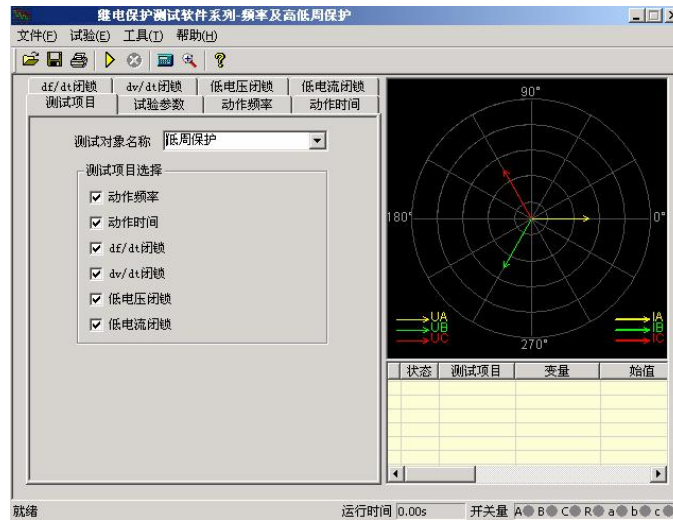 继电保护测试软件系列-频率及高低周保护
文件(F) 试验(E) 工具(T) 帮助(H)
df/dt闭锁 dv/dt闭锁 低电压闭锁 低电流闭锁
测试项目 试验参数 动作频率 动作时间
测试对象名称 低周保护
测试项目选择
动作频率
动作时间
df/dt闭锁
dv/dt闭锁
低电压闭锁
低电流闭锁
90°
180° 0°
UA IA
UB IB
UC IC
270°
状态 测试项目 变量 始值
就绪 运行时间 0.00s 开关量 A B C R a b c